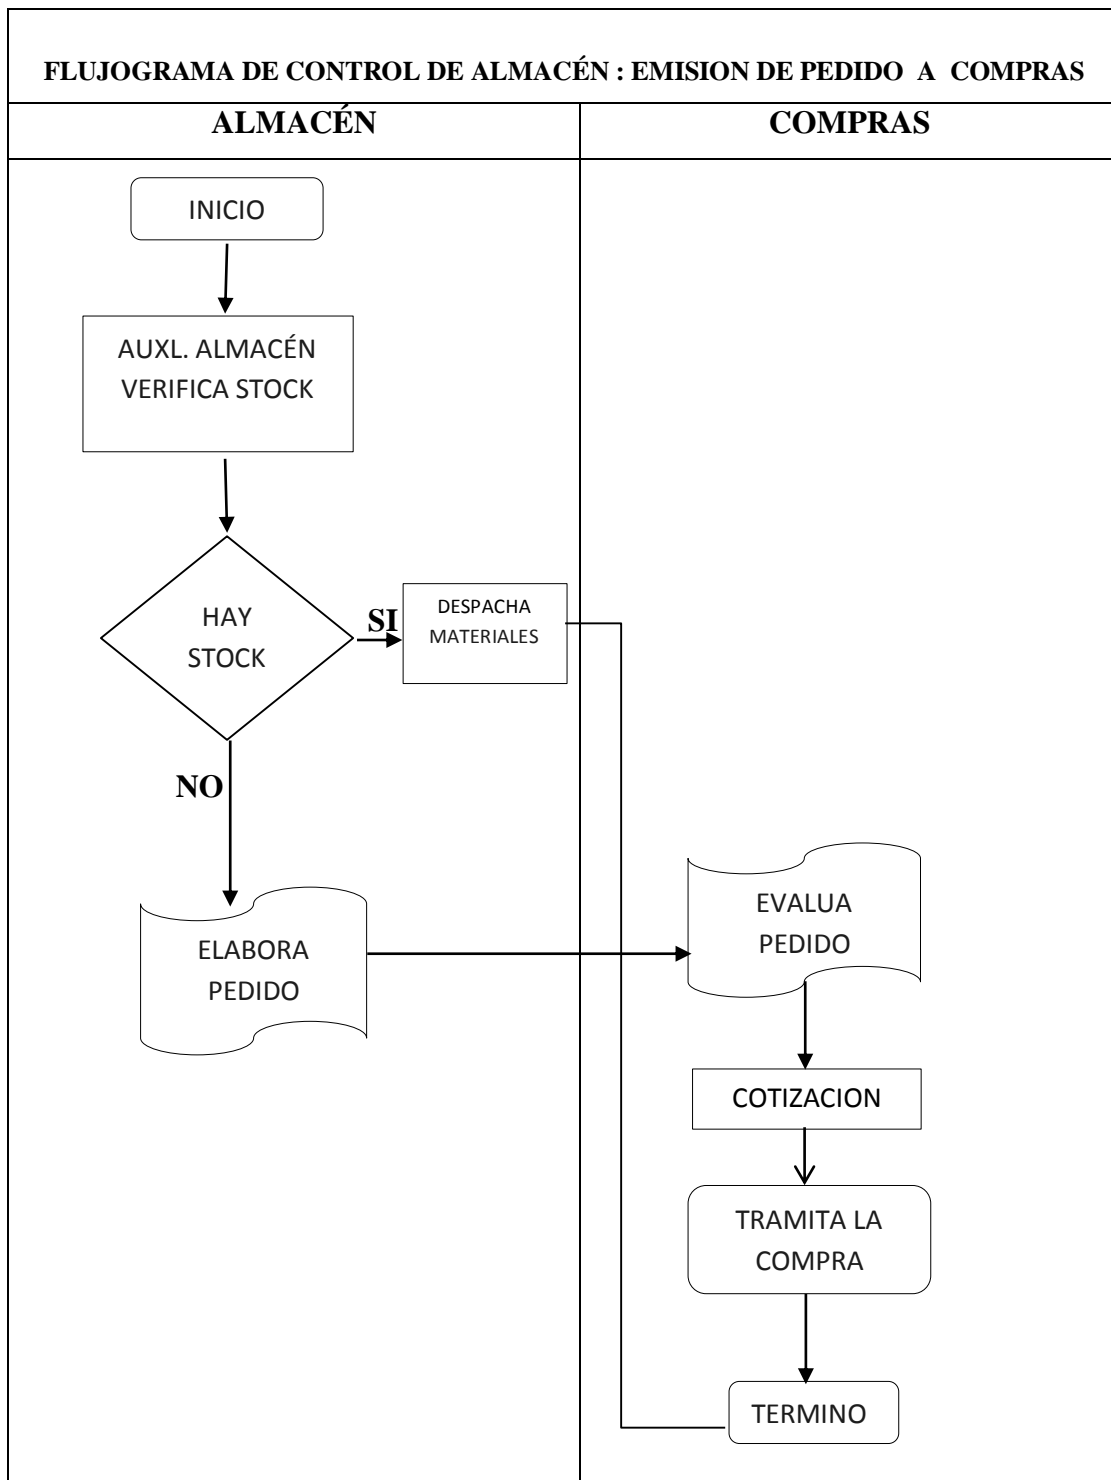 FLUJOGRAMA DE CONTROL DE ALMACÉN : EMISION DE PEDIDO A COMPRAS
ALMACÉN
COMPRAS
INICIO
AUXL. ALMACÉN
VERIFICA STOCK
HAY
STOCK
SI
DESPACHA
MATERIALES
NO
ELABORA
PEDIDO
EVALUA
PEDIDO
COTIZACION
TRAMITA LA
COMPRA
TERMINO